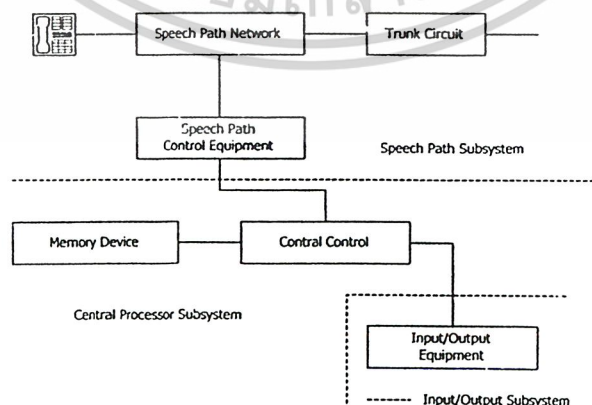 Speech Path Network
Trunk Circuit
Speech Path
Control Equipment
Speech Path Subsystem
Memory Device
Contral Control
Central Processor Subsystem
Input/Output
Equipment
Input/Output Subsystem